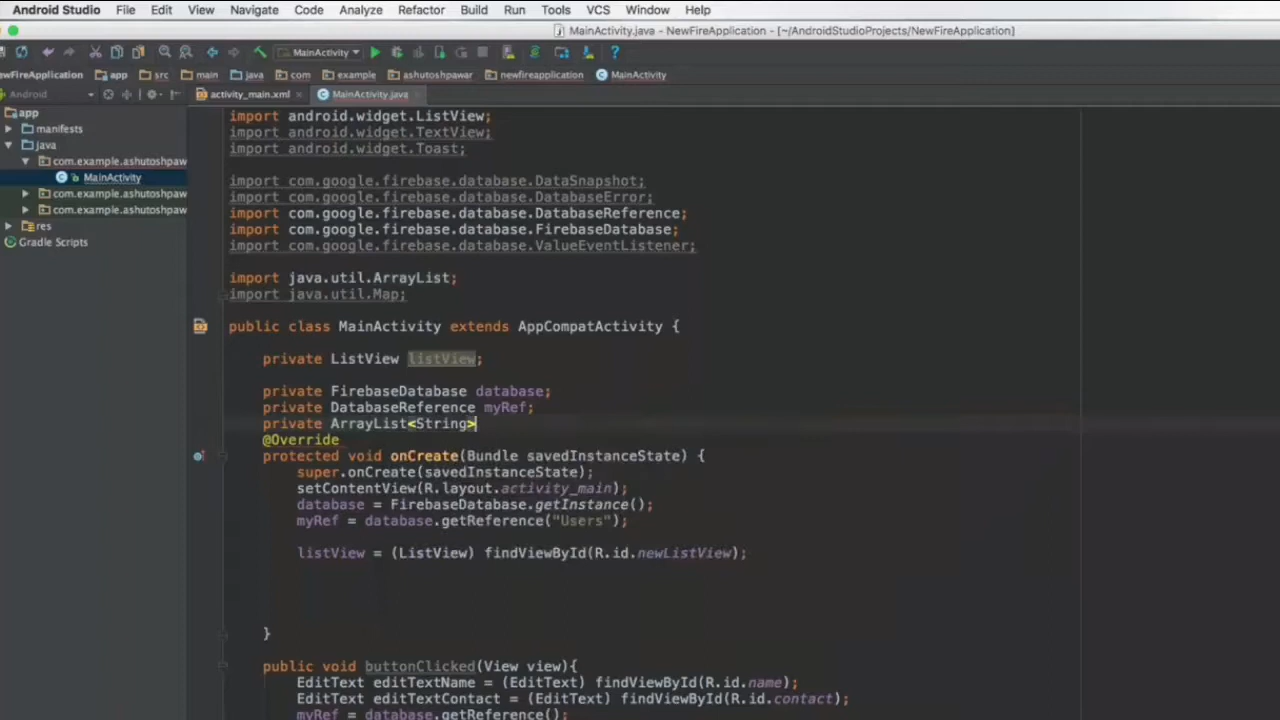 Android Studio File Edit View Navigate Code Analyze Refactor Build Run Tools VCS Window Help
MainActivity.java - NewFireApplication - [~/AndroidStudioProjects/NewFireApplication]
MainActivity
ewFireApplication app src main java com example ashutoshpawar newfireapplication MainActivity
Android activity_main.xml MainActivity.java
app
manifests
java
com.example.ashutoshpaw
MainActivity
com.example.ashutoshpaw
com.example.ashutoshpaw
res
Gradle Scripts
import android.widget.ListView;
import android.widget.TextView;
import android.widget.Toast;
import com.google.firebase.database.DataSnapshot;
import com.google.firebase.database.DatabaseError;
import com.google.firebase.database.DatabaseReference;
import com.google.firebase.database.FirebaseDatabase;
import com.google.firebase.database.ValueEventListener;
import java.util.ArrayList;
import java.util.Map;
public class MainActivity extends AppCompatActivity {
private ListView listView;
private FirebaseDatabase database;
private DatabaseReference myRef;
private ArrayList<String>
@Override
protected void onCreate(Bundle savedInstanceState) {
super.onCreate(savedInstanceState);
setContentView(R.layout.activity_main);
database = FirebaseDatabase.getInstance();
myRef = database.getReference("Users");
listView = (ListView) findViewById(R.id.newListView);
}
public void buttonClicked(View view){
EditText editTextName = (EditText) findViewById(R.id.name);
EditText editTextContact = (EditText) findViewById(R.id.contact);
myRef = database.getReference();